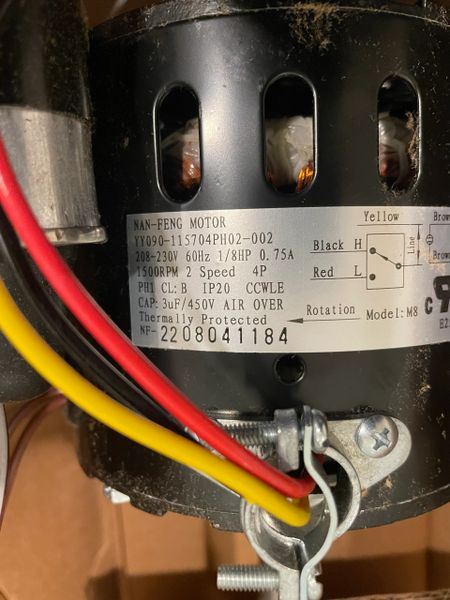 NAN-FENG MOTOR
YY090-115704PH02-002
208-230V 60Hz 1/8HP 0.75A
1500RPM 2 Speed 4P
PH1 CL:B IP20 CCWLE
CAP:3uF/450V AIR OVER
Thermally Protected
NF-2208041184
Yellow
Black H
Red L
Line
Rotation
Model:M8